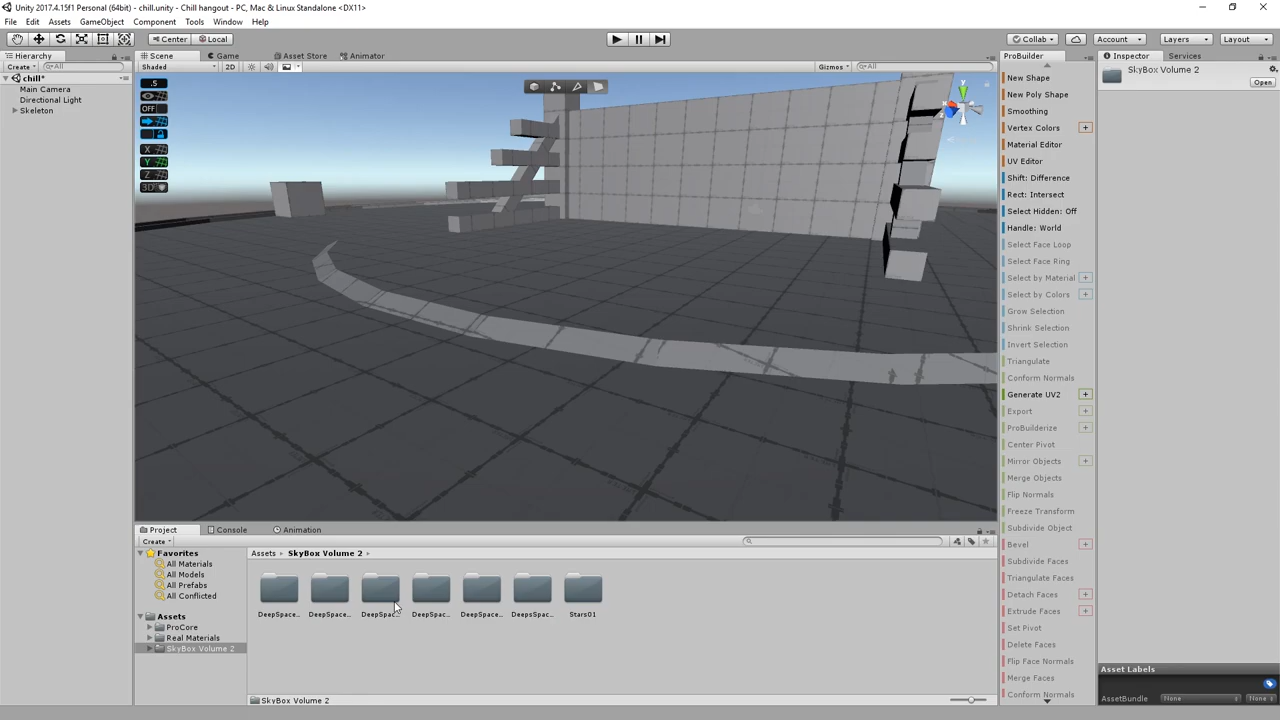 Unity 2017.4.15f1 Personal (64bit) - chill.unity - Chill hangout - PC, Mac & Linux Standalone <DX11>
File Edit Assets GameObject Component Tools Window Help
Center Local Collab Account Layers Layout
Hierarchy Scene Game Asset Store Animator ProBuilder Inspector Services
Create All Shaded 2D Gizmos All
chill*
Main Camera
Directional Light
Skeleton
.5
OFF
X
Y
Z
3D
y
x
z
New Shape
New Poly Shape
Smoothing
Vertex Colors +
Material Editor
UV Editor
Shift: Difference
Rect: Intersect
Select Hidden: Off
Handle: World
Select Face Loop
Select Face Ring
Select by Material +
Select by Colors +
Grow Selection
Shrink Selection
Invert Selection
Triangulate
Conform Normals
Generate UV2 +
Export +
ProBuilderize +
Center Pivot
Mirror Objects +
Merge Objects
Flip Normals
Freeze Transform
Subdivide Object
Bevel +
Subdivide Faces
Triangulate Faces
Detach Faces +
Extrude Faces +
Set Pivot
Delete Faces
Flip Face Normals
Merge Faces
Conform Normals
SkyBox Volume 2
Open
Asset Labels
AssetBundle None None
Project Console Animation
Create
Favorites
All Materials
All Models
All Prefabs
All Conflicted
Assets
ProCore
Real Materials
SkyBox Volume 2
Assets SkyBox Volume 2
DeepSpace... DeepSpace... DeepSpac... DeepSpac... DeepSpace... DeepsSpac... Stars01
SkyBox Volume 2